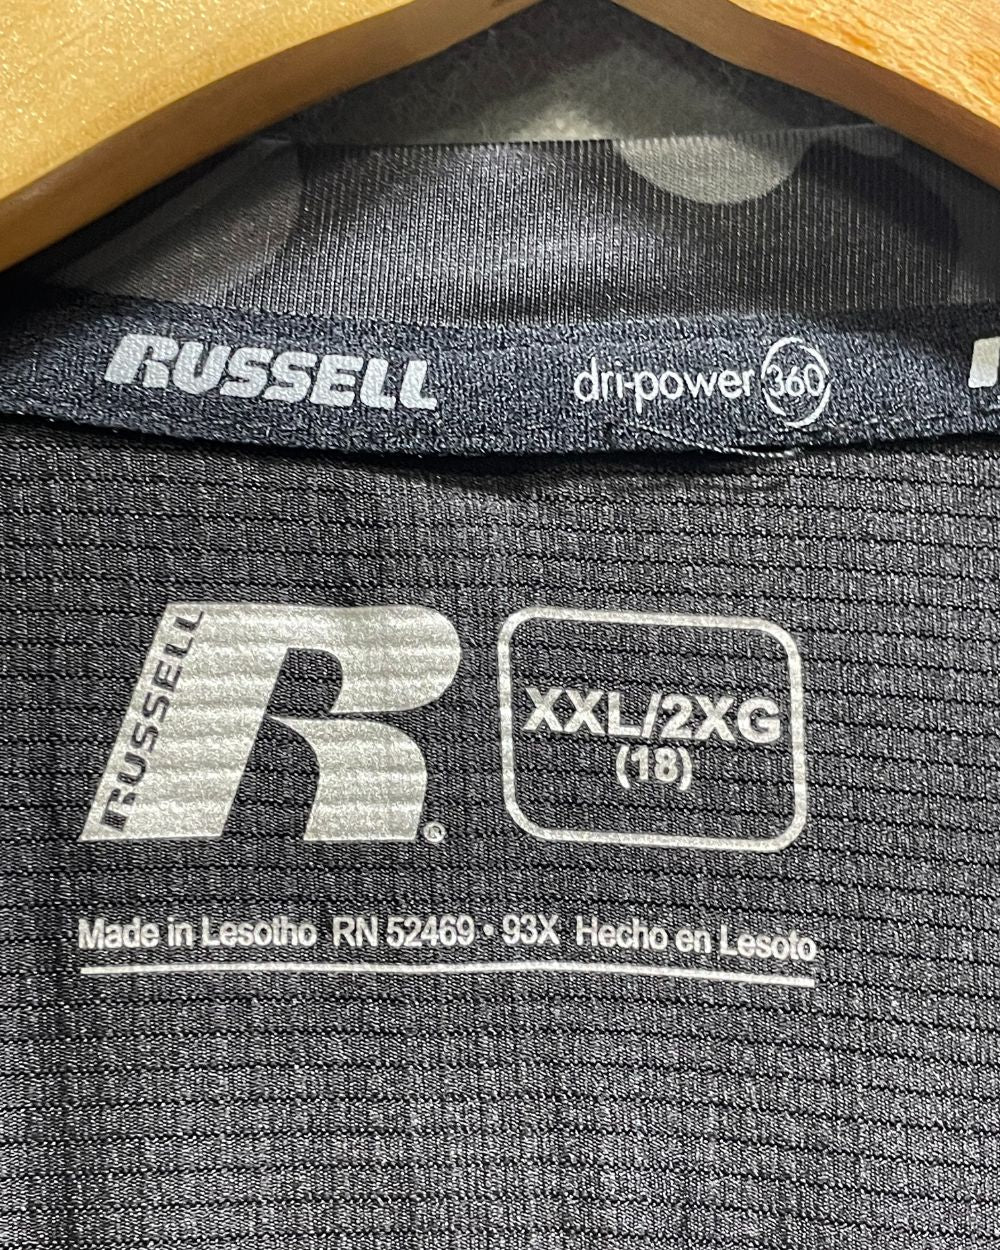 RUSSELL dri-power 360
RUSSELL
R®
XXL/2XG
(18)
Made in Lesotho RN 52469 • 93X Hecho en Lesoto